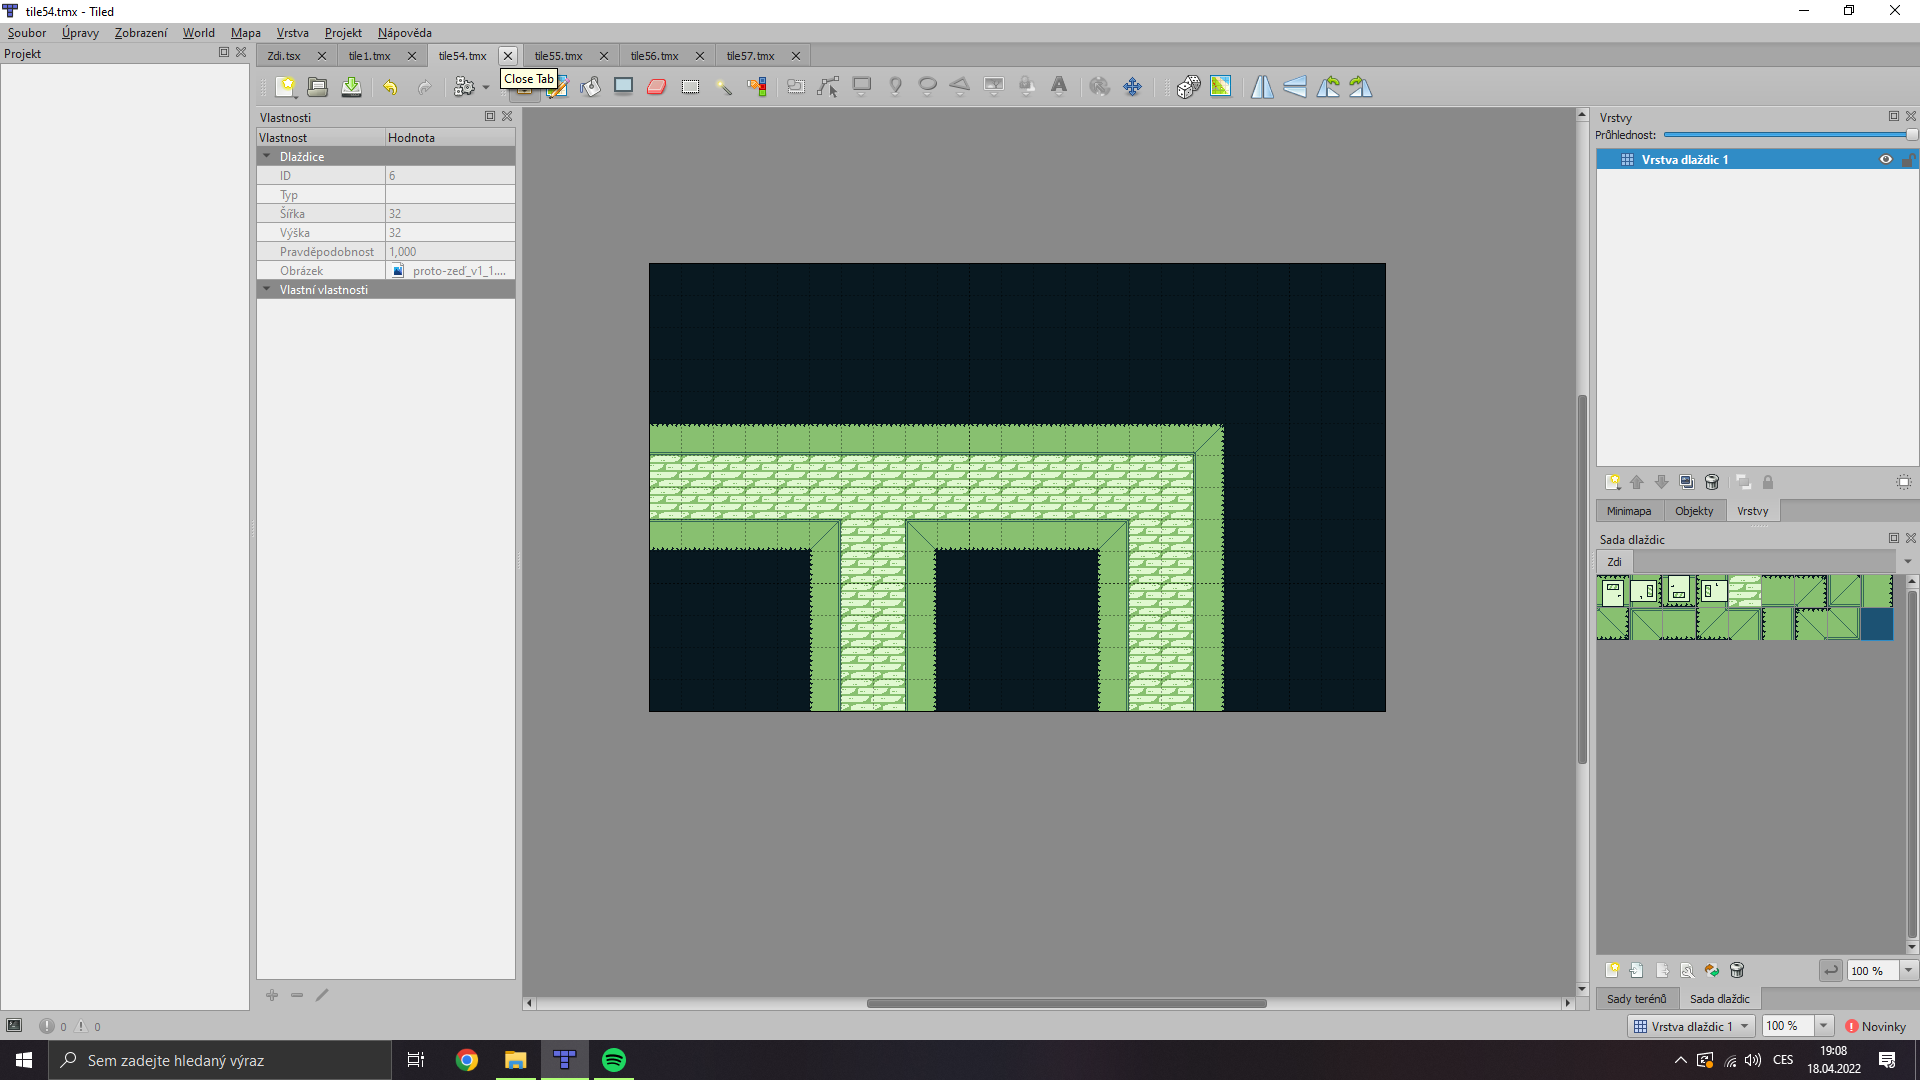 tile54.tmx - Tiled
Soubor Úpravy Zobrazení World Mapa Vrstva Projekt Nápověda
Projekt
Zdi.tsx tile1.tmx tile54.tmx tile55.tmx tile56.tmx tile57.tmx
Close Tab
Vlastnosti
Vlastnost Hodnota
Dlaždice
ID 6
Typ
Šířka 32
Výška 32
Pravděpodobnost 1,000
Obrázek proto-zeď_v1_1....
Vlastní vlastnosti
Vrstvy
Průhlednost:
Vrstva dlaždic 1
Minimapa Objekty Vrstvy
Sada dlaždic
Zdi
100 %
Sady terénů Sada dlaždic
0 0
Vrstva dlaždic 1 100 % Novinky
Sem zadejte hledaný výraz
CES
19:08
18.04.2022